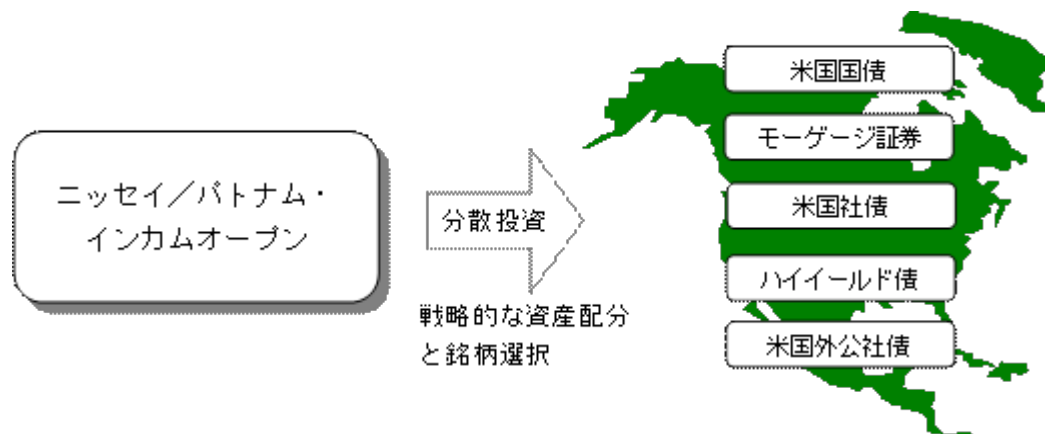 ニッセイ／パトナム・
インカムオープン
分散投資
戦略的な資産配分
と銘柄選択
米国国債
モーゲージ証券
米国社債
ハイイールド債
米国外公社債